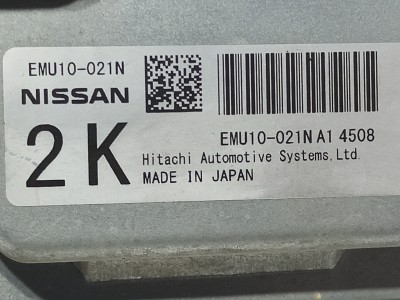 EMU10-021N
NISSAN
2K
EMU10-021N A1 4508
Hitachi Automotive Systems,Ltd.
MADE IN JAPAN